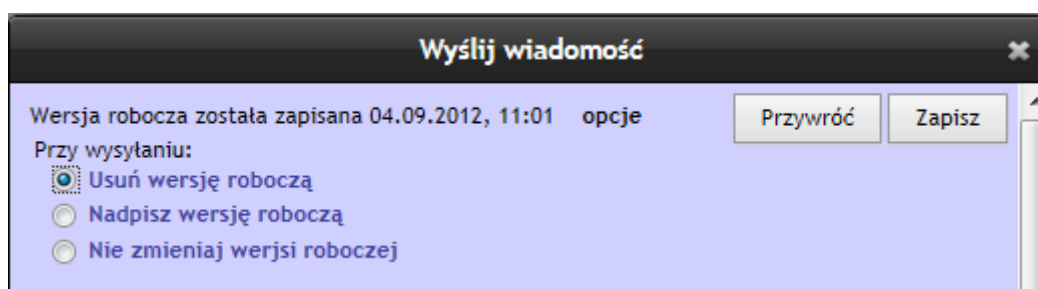 Wyślij wiadomość
Wersja robocza została zapisana 04.09.2012, 11:01 opcje Przywróć Zapisz
Przy wysyłaniu:
Usuń wersję roboczą
Nadpisz wersję roboczą
Nie zmieniaj werjsi roboczej